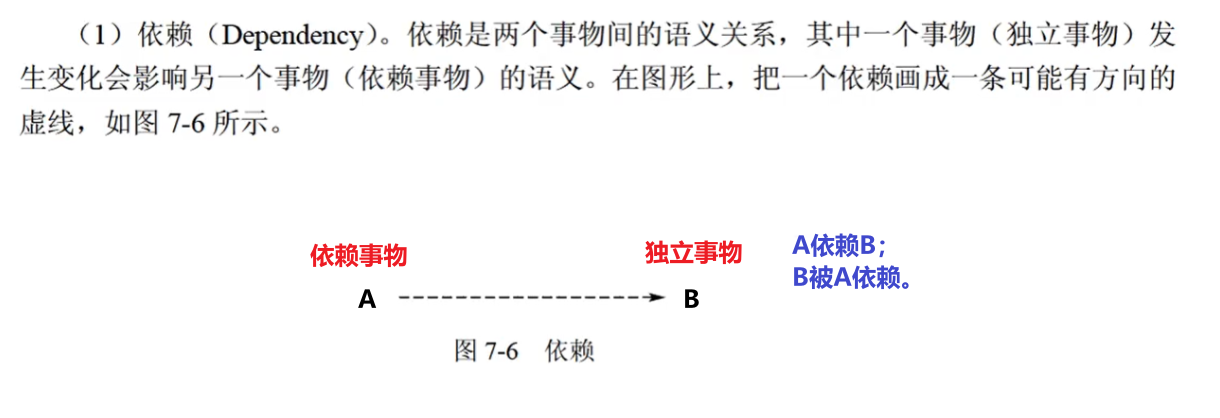 （1）依赖（Dependency）。依赖是两个事物间的语义关系，其中一个事物（独立事物）发
生变化会影响另一个事物（依赖事物）的语义。在图形上，把一个依赖画成一条可能有方向的
虚线，如图 7-6 所示。
依赖事物
独立事物
A依赖B；
B被A依赖。
A
B
图 7-6 依赖